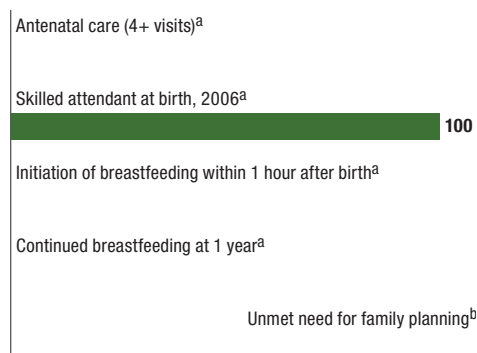 Antenatal care (4+ visits)a
Skilled attendant at birth, 2006a
100
Initiation of breastfeeding within 1 hour after birtha
Continued breastfeeding at 1 yeara
Unmet need for family planningb